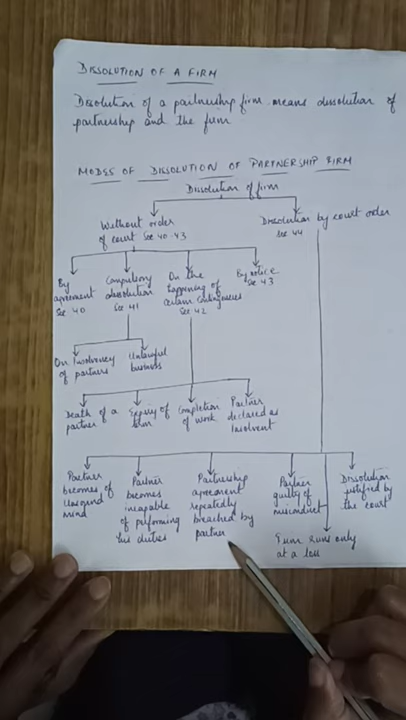 DISSOLUTION OF A FIRM
Dissolution of a partnership firm means dissolution of
partnership and the firm
MODES OF DISSOLUTION OF PARTNERSHIP FIRM
Dissolution of firm
Without order
of court Sec 40-43
Dissolution by court order
Sec 44
By
agreement
Sec 40
Compulsory
dissolution
Sec 41
On the
happening of
certain contingencies
Sec 42
By notice
Sec 43
On Insolvency
of partners
Unlawful
business
Death of a
partner
Expiry of
term
Completion
of work
Partner
declared as
Insolvent
Partner
becomes of
Unsound
mind
Partner
becomes
incapable
of performing
his duties
Partnership
agreement
repeatedly
breached by
partner
Partner
guilty of
misconduct
Firm runs only
at a loss
Dissolution
justified by
the court